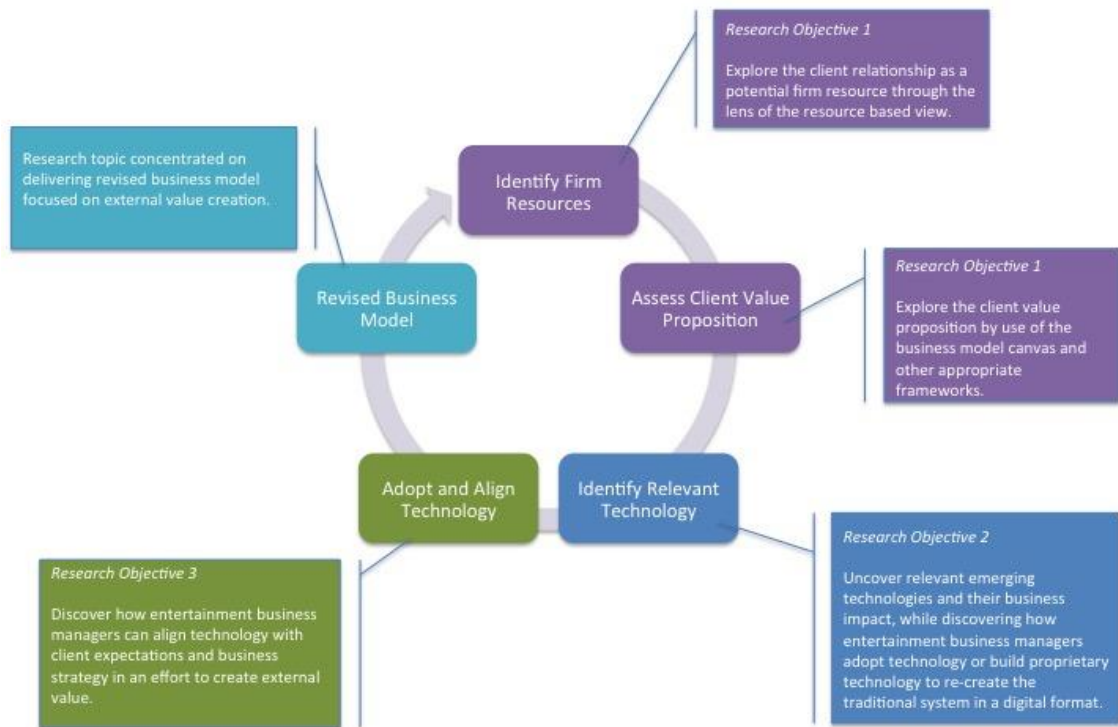 Research Objective 1
Explore the client relationship as a
potential firm resource through the
lens of the resource based view.
Research topic concentrated on
delivering revised business model
focused on external value creation.
Identify Firm
Resources
Revised Business
Model
Assess Client Value
Proposition
Research Objective 1
Explore the client value
proposition by use of the
business model canvas and
other appropriate
frameworks.
Adopt and Align
Technology
Identify Relevant
Technology
Research Objective 3
Discover how entertainment business
managers can align technology with
client expectations and business
strategy in an effort to create external
value.
Research Objective 2
Uncover relevant emerging
technologies and their business
impact, while discovering how
entertainment business managers
adopt technology or build proprietary
technology to re-create the
traditional system in a digital format.